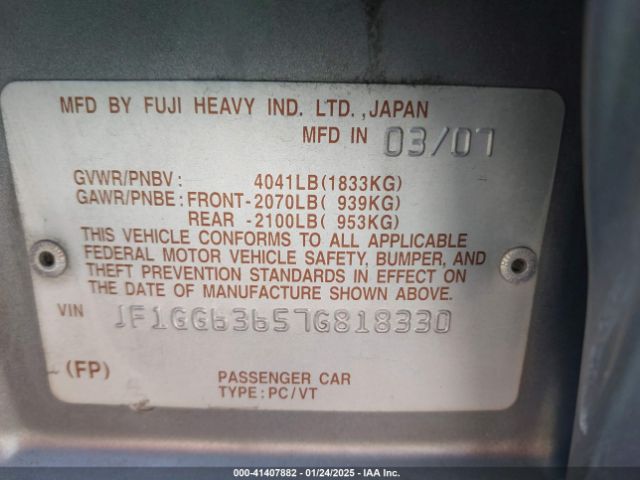 MFD BY FUJI HEAVY IND. LTD.,JAPAN
MFD IN 03/07
GVWR/PNBV: 4041LB(1833KG)
GAWR/PNBE: FRONT-2070LB( 939KG)
REAR -2100LB( 953KG)
THIS VEHICLE CONFORMS TO ALL APPLICABLE
FEDERAL MOTOR VEHICLE SAFETY, BUMPER, AND
THEFT PREVENTION STANDARDS IN EFFECT ON
THE DATE OF MANUFACTURE SHOWN ABOVE.
VIN JF1GG63657G818330
(FP) PASSENGER CAR
TYPE:PC/VT
000-41407882 - 01/24/2025 - IAA Inc.